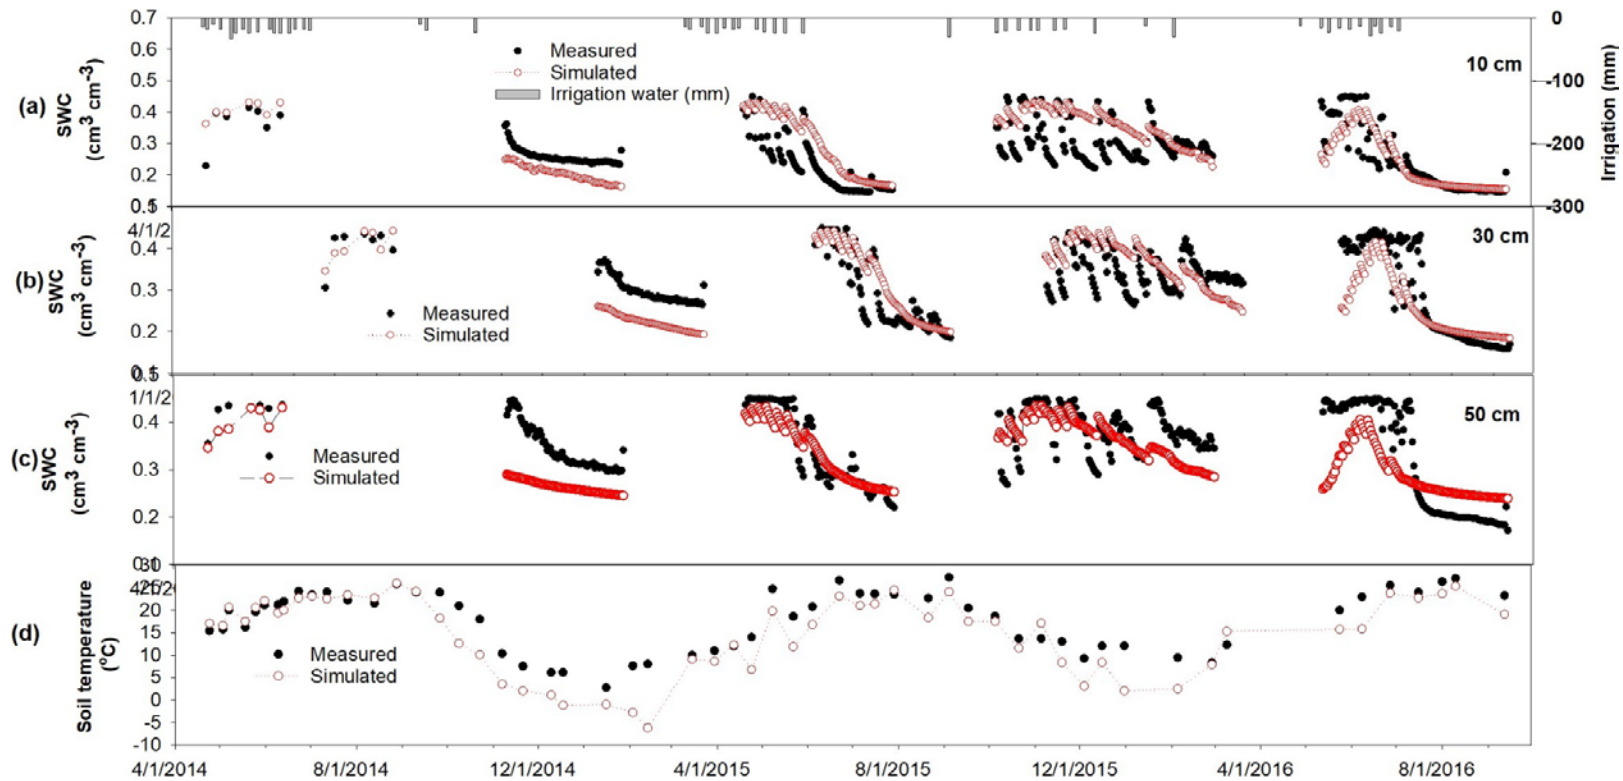 0.7
0
Measured
Simulated
Irrigation water (mm)
10 cm
0.6
0.5
-100
(a)
SWC
(cm³ cm⁻³)
0.4
0.3
-200
Irrigation (mm)
0.2
-300
4/1/2
30 cm
0.4
(b)
SWC
(cm³ cm⁻³)
0.3
Measured
Simulated
0.2
1/1/2
50 cm
0.4
(c)
SWC
(cm³ cm⁻³)
Measured
Simulated
0.3
0.2
30
25
20
(d)
Soil temperature
(°C)
15
10
Measured
Simulated
5
0
-5
-10
4/1/2014
8/1/2014
12/1/2014
4/1/2015
8/1/2015
12/1/2015
4/1/2016
8/1/2016